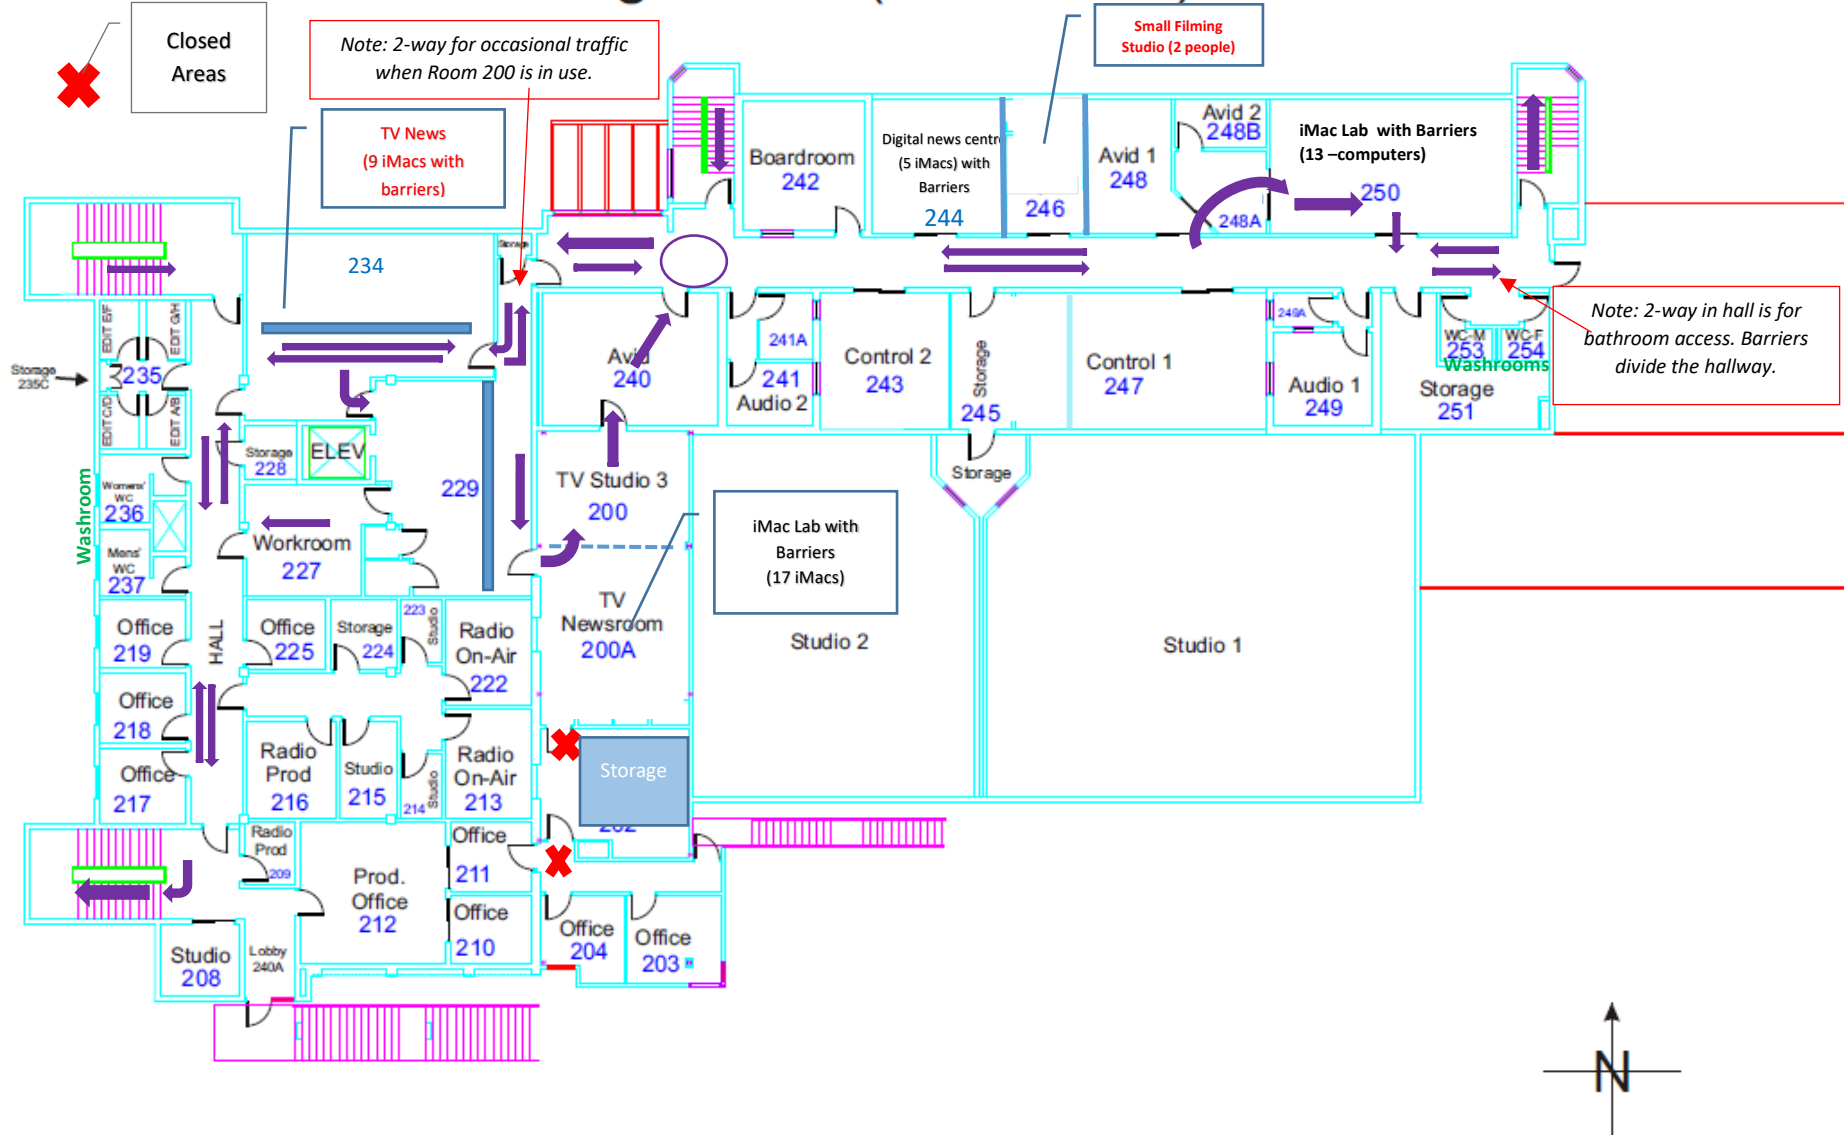 Closed
Areas
Note: 2-way for occasional traffic
when Room 200 is in use.
Small Filming
Studio (2 people)
TV News
(9 iMacs with
barriers)
Boardroom
242
Digital news centr
(5 iMacs) with
Barriers
244
246
Avid 1
248
Avid 2
248B
248A
iMac Lab with Barriers
(13 –computers)
250
Storage
234
Note: 2-way in hall is for
bathroom access. Barriers
divide the hallway.
EDIT E/F
EDIT G/H
Storage
235C
235
EDIT C/D
EDIT A/B
Avid
240
241A
241
Audio 2
Control 2
243
Storage
245
Control 1
247
249A
Audio 1
249
WC-M
253
WC-F
254
Washrooms
Storage
251
Storage
228
ELEV
229
TV Studio 3
200
Storage
Washroom
Womens'
WC
236
Mens'
WC
237
Workroom
227
iMac Lab with
Barriers
(17 iMacs)
TV
Newsroom
200A
Studio 2
Studio 1
Office
219
HALL
Office
225
Storage
224
223
Studio
Radio
On-Air
222
Office
218
Office
217
Radio
Prod
216
Studio
215
214
Studio
Radio
On-Air
213
Storage
202
Radio
Prod
209
Office
211
Prod.
Office
212
Office
210
Office
204
Office
203
Studio
208
Lobby
240A
N